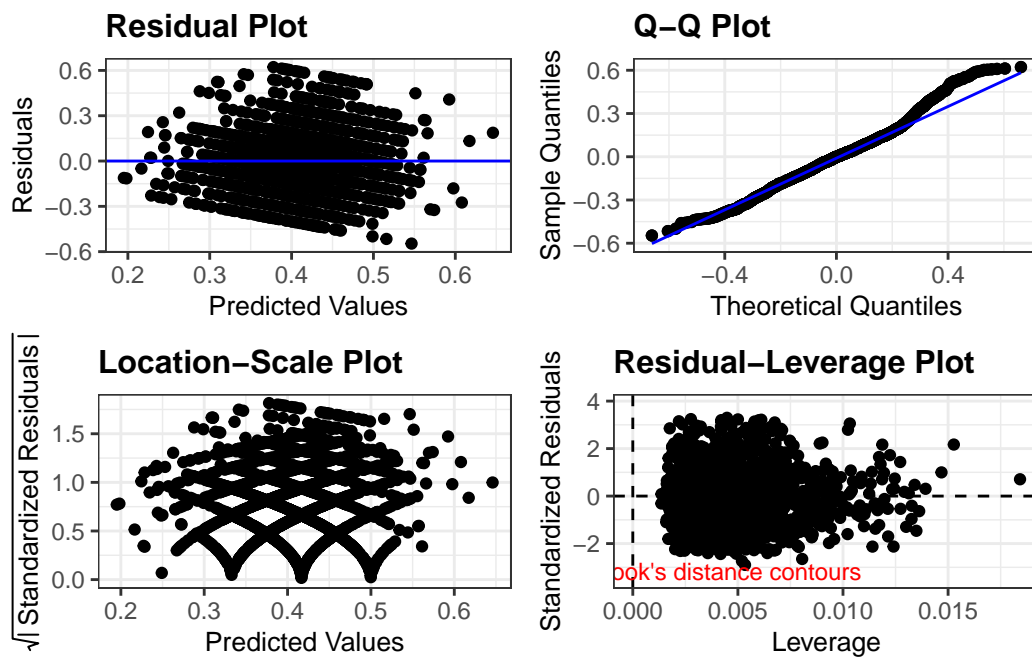 Residual Plot
Residuals
0.6
0.3
0.0
−0.3
−0.6
0.2 0.3 0.4 0.5 0.6
Predicted Values
Q−Q Plot
Sample Quantiles
0.6
0.3
0.0
−0.3
−0.6
−0.4 0.0 0.4
Theoretical Quantiles
Location−Scale Plot
√| Standardized Residuals |
1.5
1.0
0.5
0.0
0.2 0.3 0.4 0.5 0.6
Predicted Values
Residual−Leverage Plot
Standardized Residuals
4
2
0
−2
ook's distance contours
0.000 0.005 0.010 0.015
Leverage